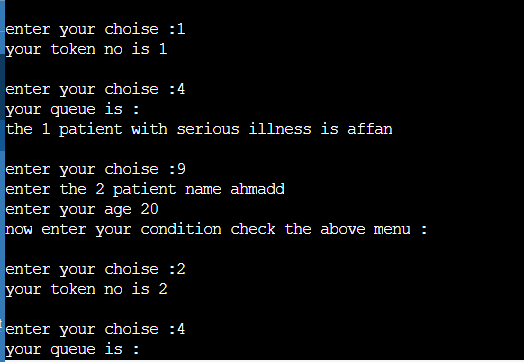 enter your choise :1
your token no is 1
enter your choise :4
your queue is :
the 1 patient with serious illness is affan
enter your choise :9
enter the 2 patient name ahmadd
enter your age 20
now enter your condition check the above menu :
enter your choise :2
your token no is 2
enter your choise :4
your queue is :